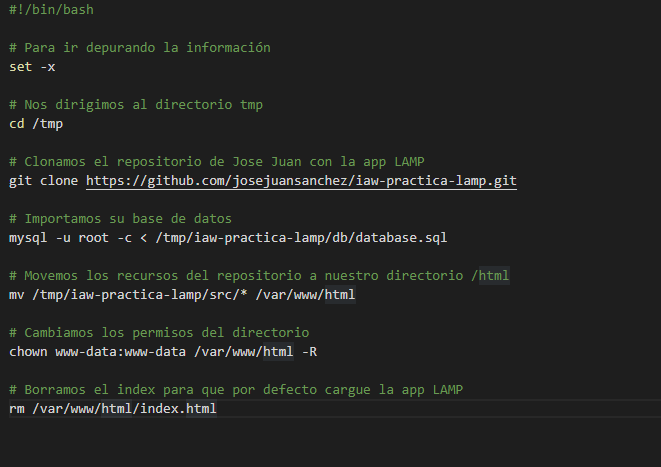 #!/bin/bash
# Para ir depurando la información
set -x
# Nos dirigimos al directorio tmp
cd /tmp
# Clonamos el repositorio de Jose Juan con la app LAMP
git clone https://github.com/josejuansanchez/iaw-practica-lamp.git
# Importamos su base de datos
mysql -u root -c < /tmp/iaw-practica-lamp/db/database.sql
# Movemos los recursos del repositorio a nuestro directorio /html
mv /tmp/iaw-practica-lamp/src/* /var/www/html
# Cambiamos los permisos del directorio
chown www-data:www-data /var/www/html -R
# Borramos el index para que por defecto cargue la app LAMP
rm /var/www/html/index.html